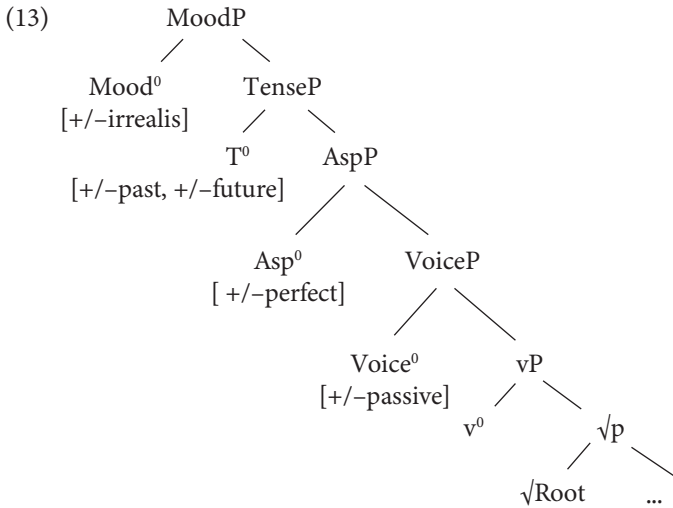 (13) MoodP
Mood⁰ TenseP
[+/–irrealis]
T⁰ AspP
[+/–past, +/–future]
Asp⁰ VoiceP
[ +/–perfect]
Voice⁰ vP
[+/–passive]
v⁰ √p
√Root ...